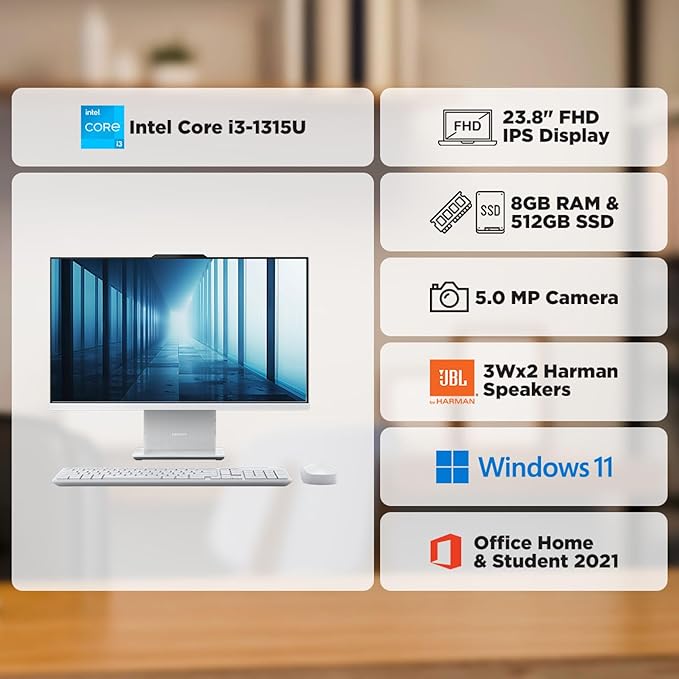 intel
CORE
i3
Intel Core i3-1315U
FHD
23.8" FHD
IPS Display
SSD
8GB RAM &
512GB SSD
5.0 MP Camera
JBL
by HARMAN
3Wx2 Harman
Speakers
Windows 11
Office Home
& Student 2021